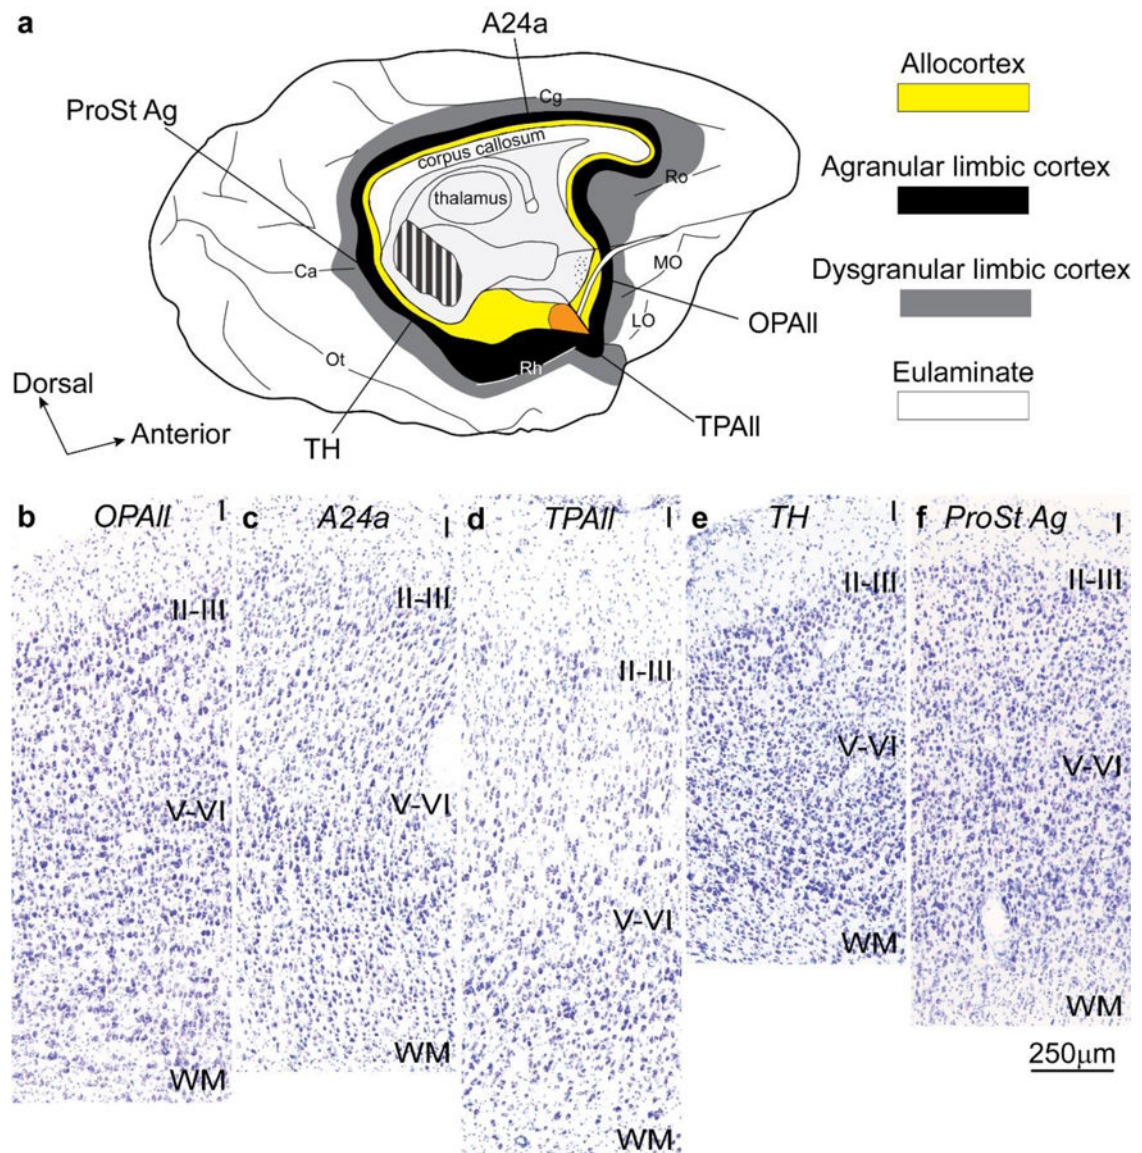 a
A24a
ProSt Ag
Cg
corpus callosum
thalamus
Ro
Ca
MO
LO
OPAll
Ot
Rh
TPAll
TH
Dorsal
Anterior
Allocortex
Agranular limbic cortex
Dysgranular limbic cortex
Eulaminate
b OPAll I
II-III
V-VI
WM
c A24a I
II-III
V-VI
WM
d TPAll I
II-III
V-VI
WM
e TH I
II-III
V-VI
WM
f ProSt Ag I
II-III
V-VI
WM
250µm